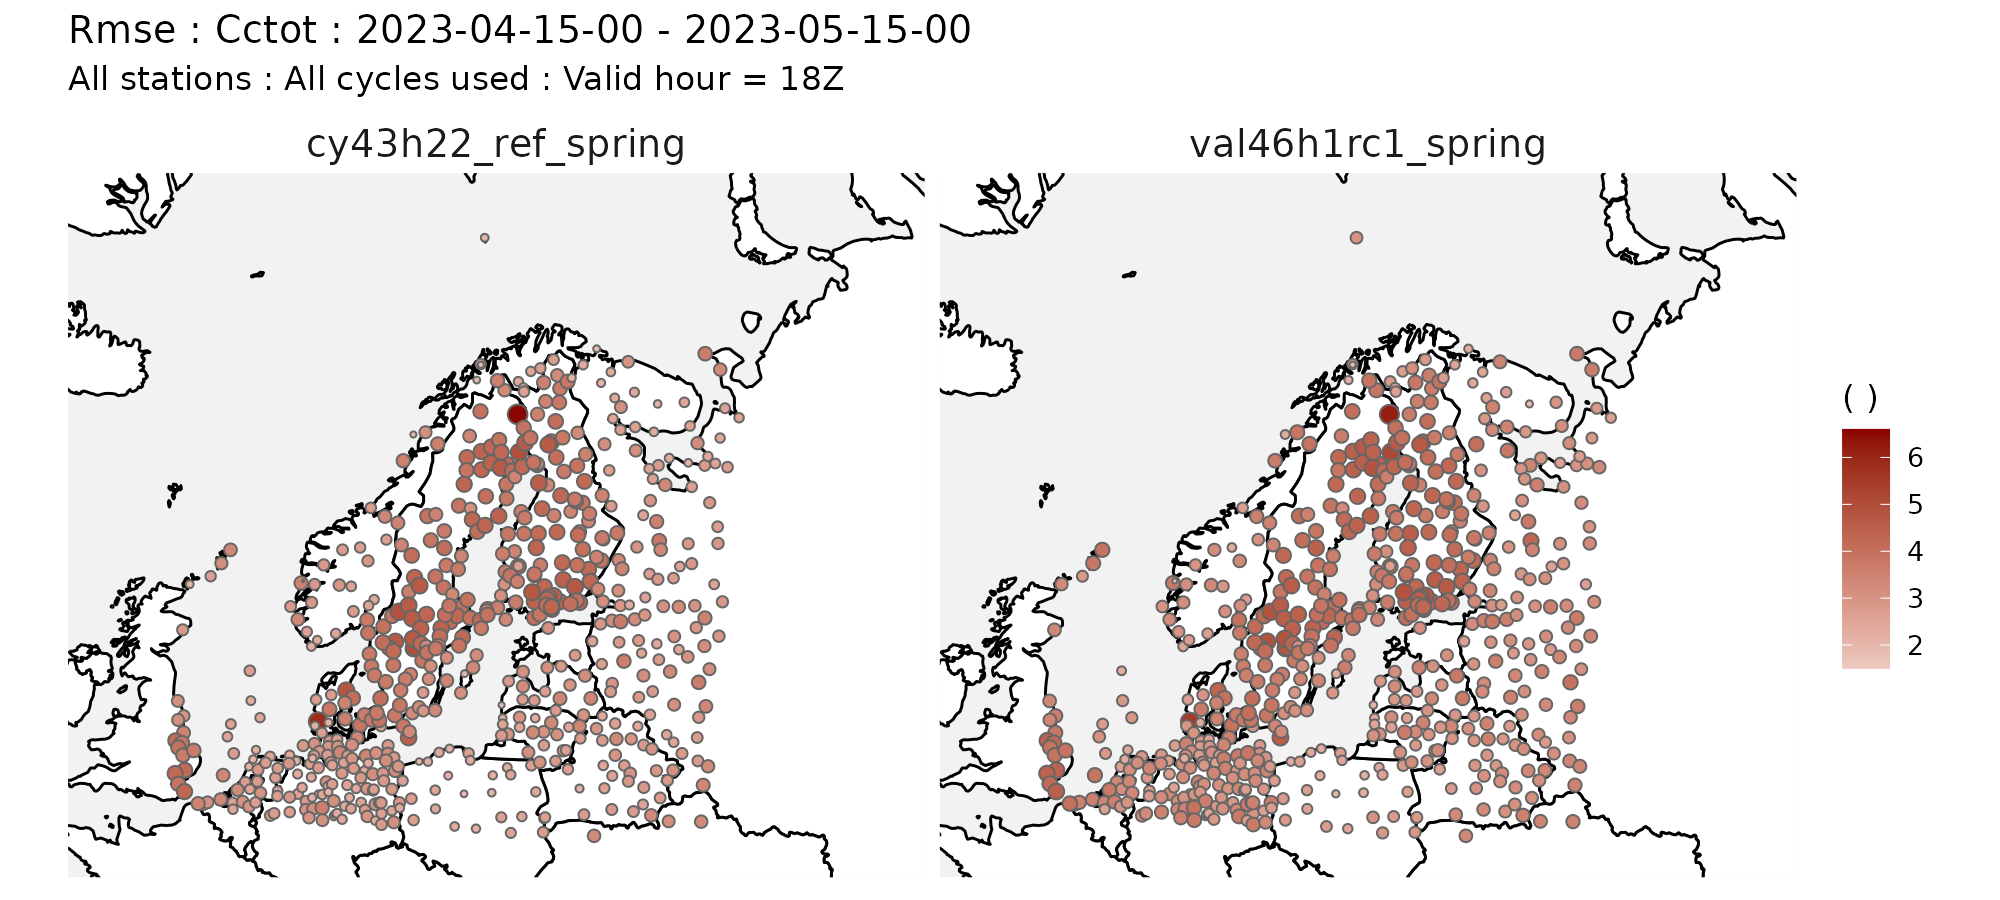 Rmse : Cctot : 2023-04-15-00 - 2023-05-15-00
All stations : All cycles used : Valid hour = 18Z
cy43h22_ref_spring
val46h1rc1_spring
( )
6
5
4
3
2